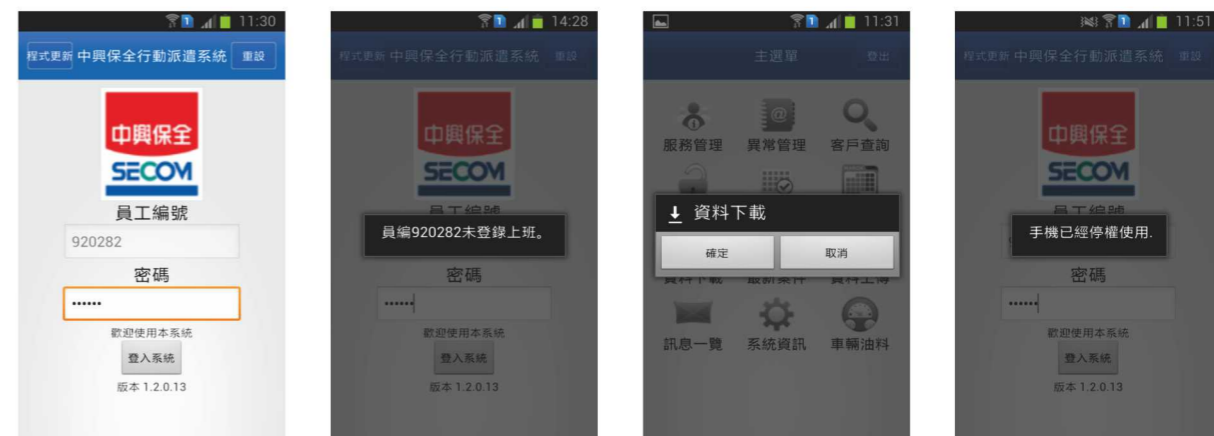 11:30
程式更新 中興保全行動派遣系統 重設
中興保全
SECOM
員工編號
920282
密碼
••••••
歡迎使用本系統
登入系統
版本 1.2.0.13
14:28
程式更新 中興保全行動派遣系統 重設
中興保全
SECOM
員工編號
員編920282未登錄上班。
密碼
••••••
歡迎使用本系統
登入系統
版本 1.2.0.13
11:31
主選單 登出
服務管理 異常管理 客戶查詢
資料下載
確定 取消
資料下載 最新案件 資料上傳
訊息一覽 系統資訊 車輛油料
11:51
程式更新 中興保全行動派遣系統 重設
中興保全
SECOM
員工編號
手機已經停權使用.
密碼
••••••
歡迎使用本系統
登入系統
版本 1.2.0.13